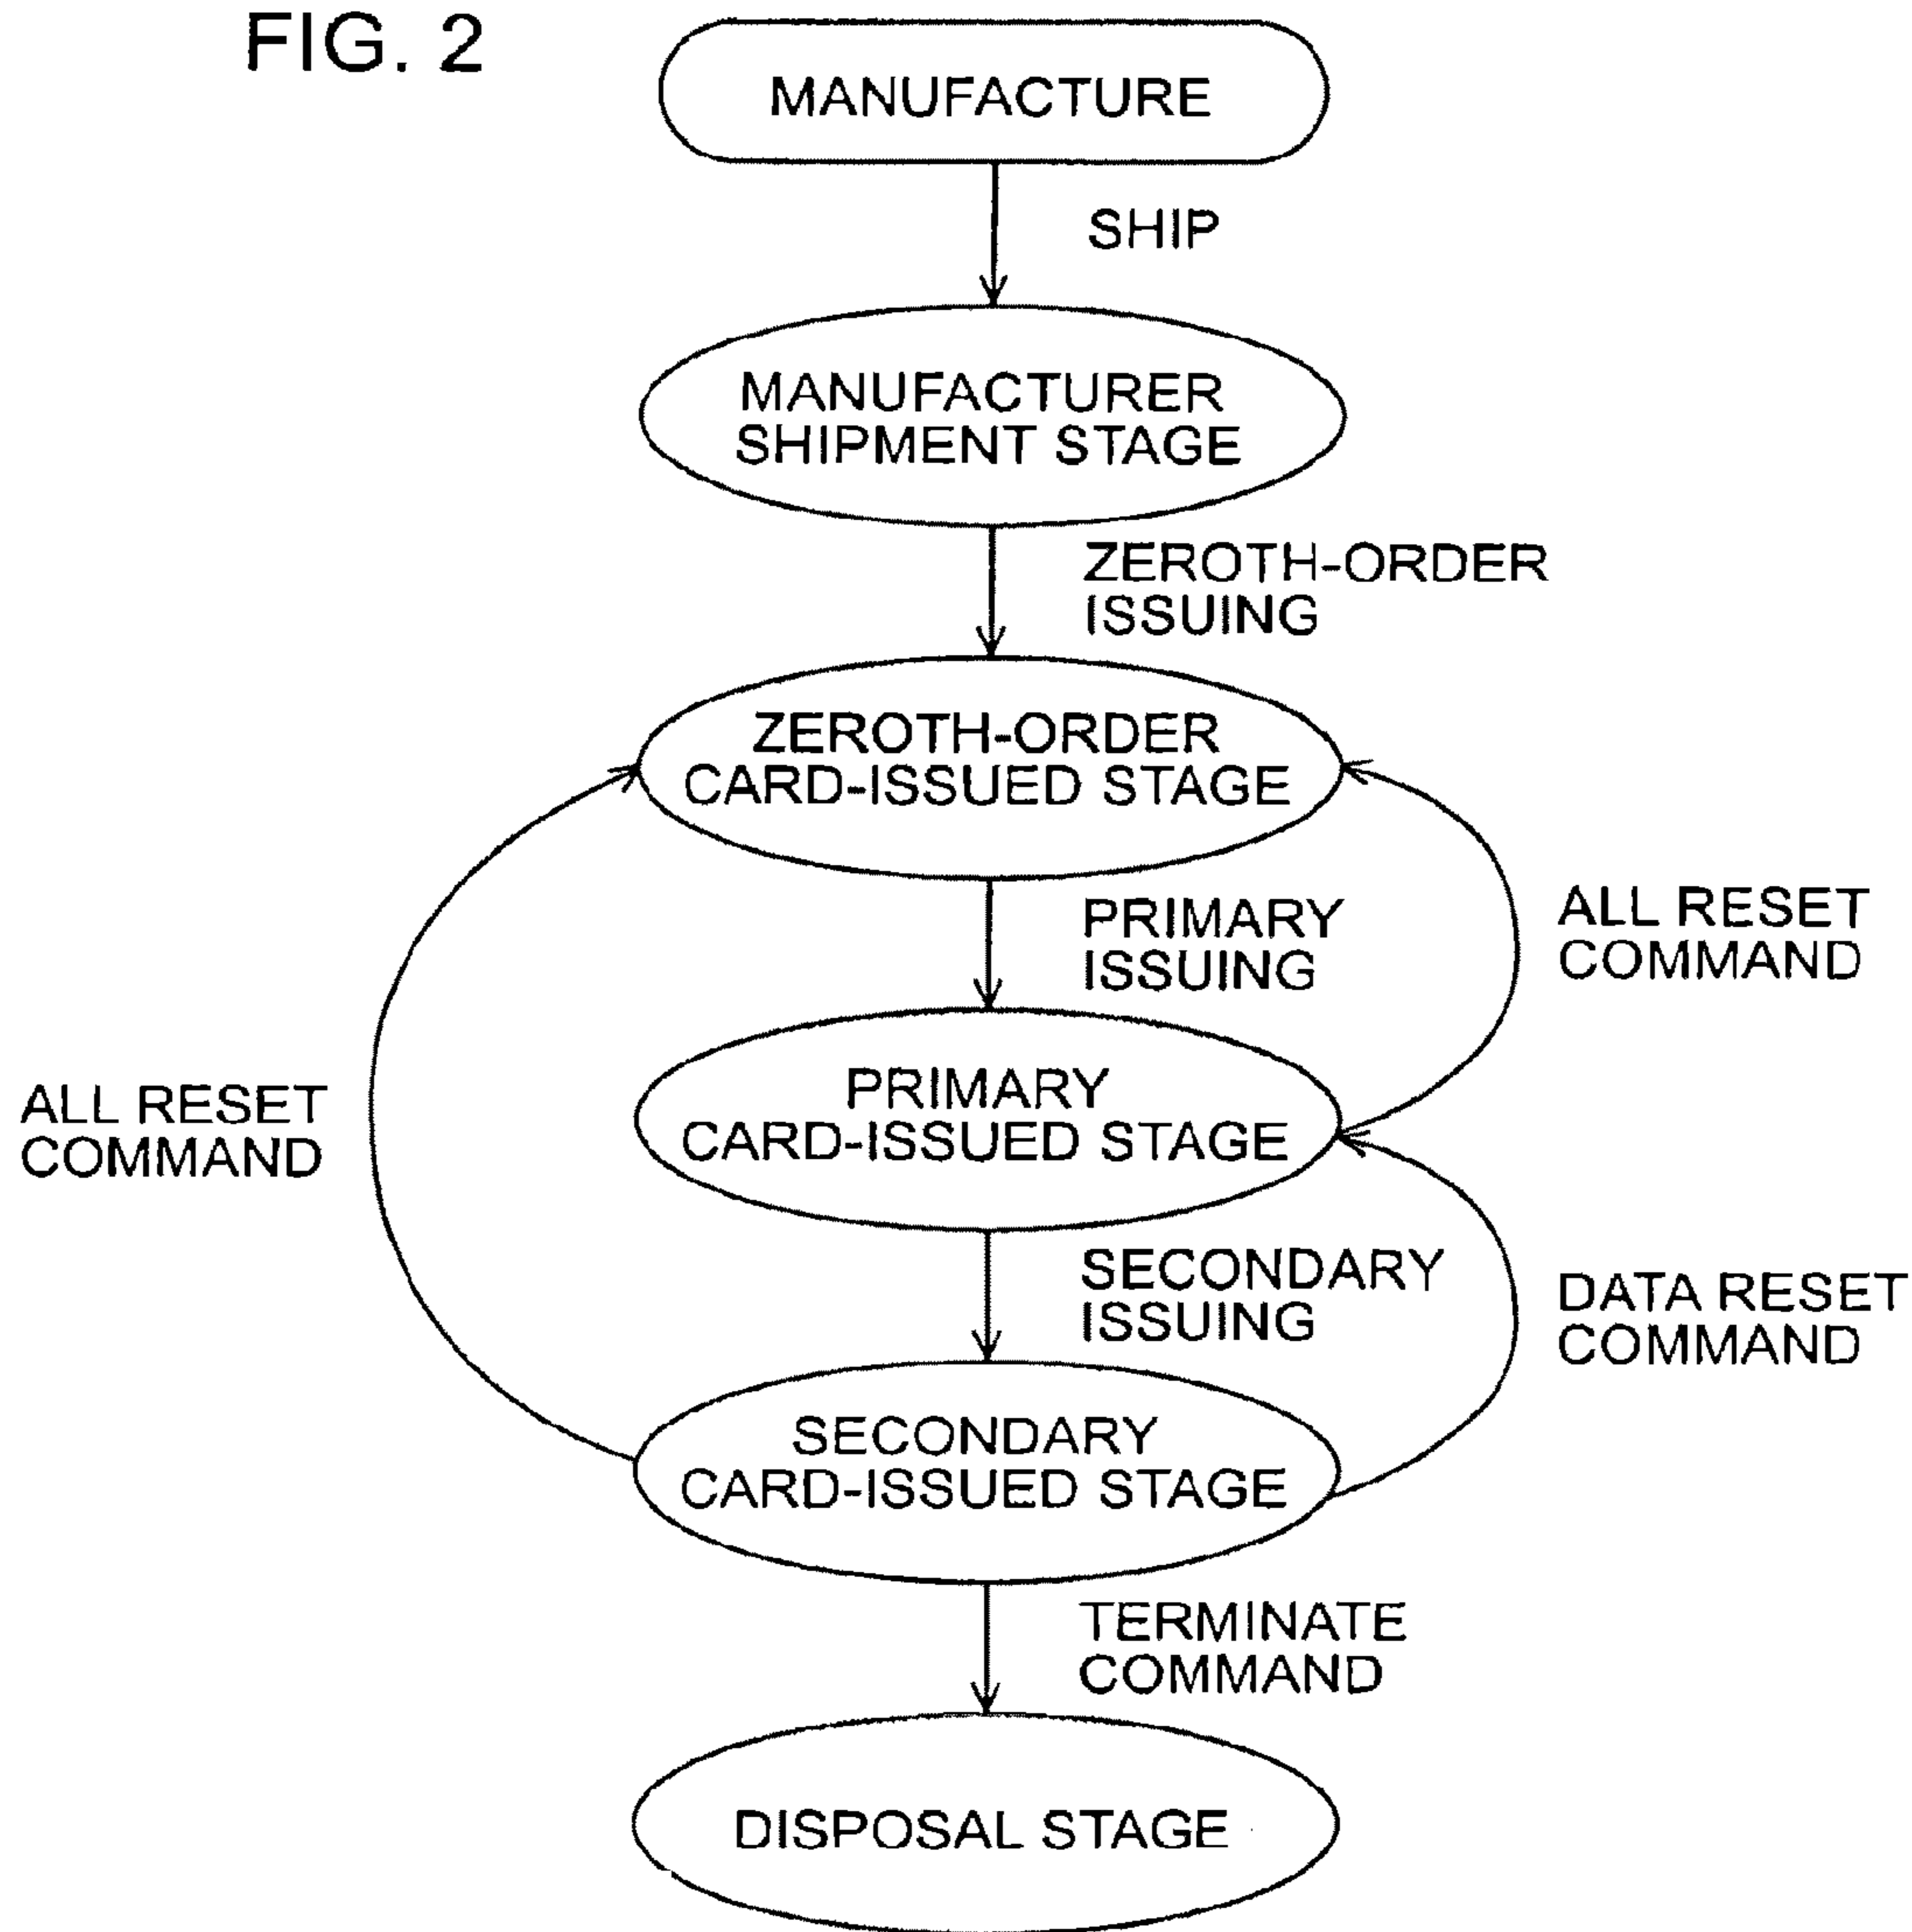 FIG. 2
MANUFACTURE
SHIP
MANUFACTURER
SHIPMENT STAGE
ZEROTH-ORDER
ISSUING
ZEROTH-ORDER
CARD-ISSUED STAGE
PRIMARY
ISSUING
ALL RESET
COMMAND
PRIMARY
CARD-ISSUED STAGE
ALL RESET
COMMAND
SECONDARY
ISSUING
DATA RESET
COMMAND
SECONDARY
CARD-ISSUED STAGE
TERMINATE
COMMAND
DISPOSAL STAGE